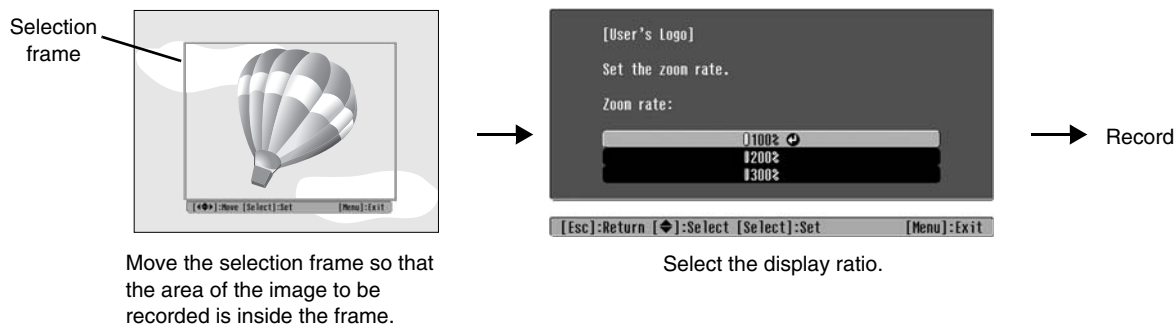 Selection
frame
[User's Logo]
Set the zoom rate.
Zoom rate:
100%
200%
300%
Record
[◀◆▶]:Move [Select]:Set [Menu]:Exit
[Esc]:Return [◆]:Select [Select]:Set [Menu]:Exit
Move the selection frame so that
the area of the image to be
recorded is inside the frame.
Select the display ratio.